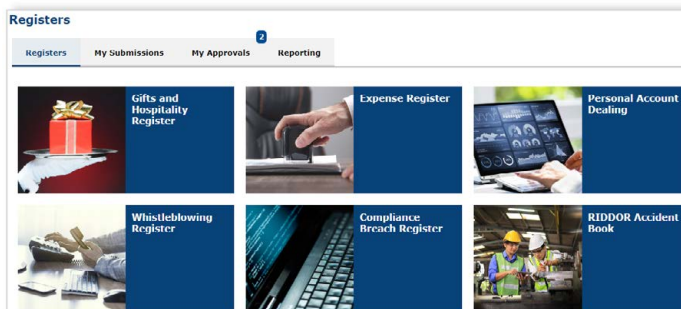 Registers
2
Registers My Submissions My Approvals Reporting
Gifts and
Hospitality
Register
Expense Register
Personal Account
Dealing
Whistleblowing
Register
Compliance
Breach Register
RIDDOR Accident
Book